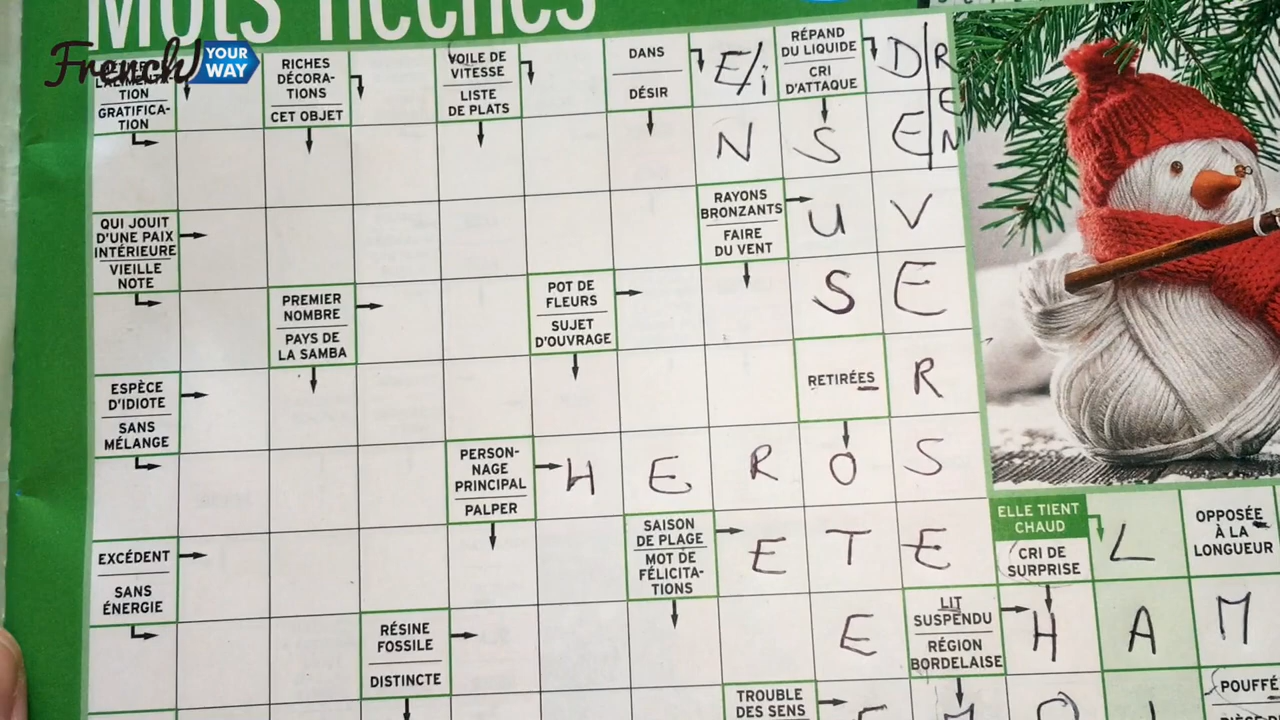 MOTS FLÉCHÉS
French
YOUR
WAY
TION
GRATIFICA-
TION
RICHES
DÉCORA-
TIONS
CET OBJET
VOILE DE
VITESSE
LISTE
DE PLATS
DANS
DÉSIR
E/i
RÉPAND
DU LIQUIDE
CRI
D'ATTAQUE
D R
N S E
E
N
QUI JOUIT
D'UNE PAIX
INTÉRIEURE
VIEILLE
NOTE
RAYONS
BRONZANTS
FAIRE
DU VENT
U V
PREMIER
NOMBRE
PAYS DE
LA SAMBA
POT DE
FLEURS
SUJET
D'OUVRAGE
S E
ESPÈCE
D'IDIOTE
SANS
MÉLANGE
RETIRÉES
R
PERSON-
NAGE
PRINCIPAL
PALPER
H E R O S
EXCÉDENT
SANS
ÉNERGIE
SAISON
DE PLAGE
MOT DE
FÉLICITA-
TIONS
E T E
ELLE TIENT
CHAUD
CRI DE
SURPRISE
L
OPPOSÉE
À LA
LONGUEUR
RÉSINE
FOSSILE
DISTINCTE
E
LIT
SUSPENDU
RÉGION
BORDELAISE
H A M
TROUBLE
DES SENS
POUFFÉ